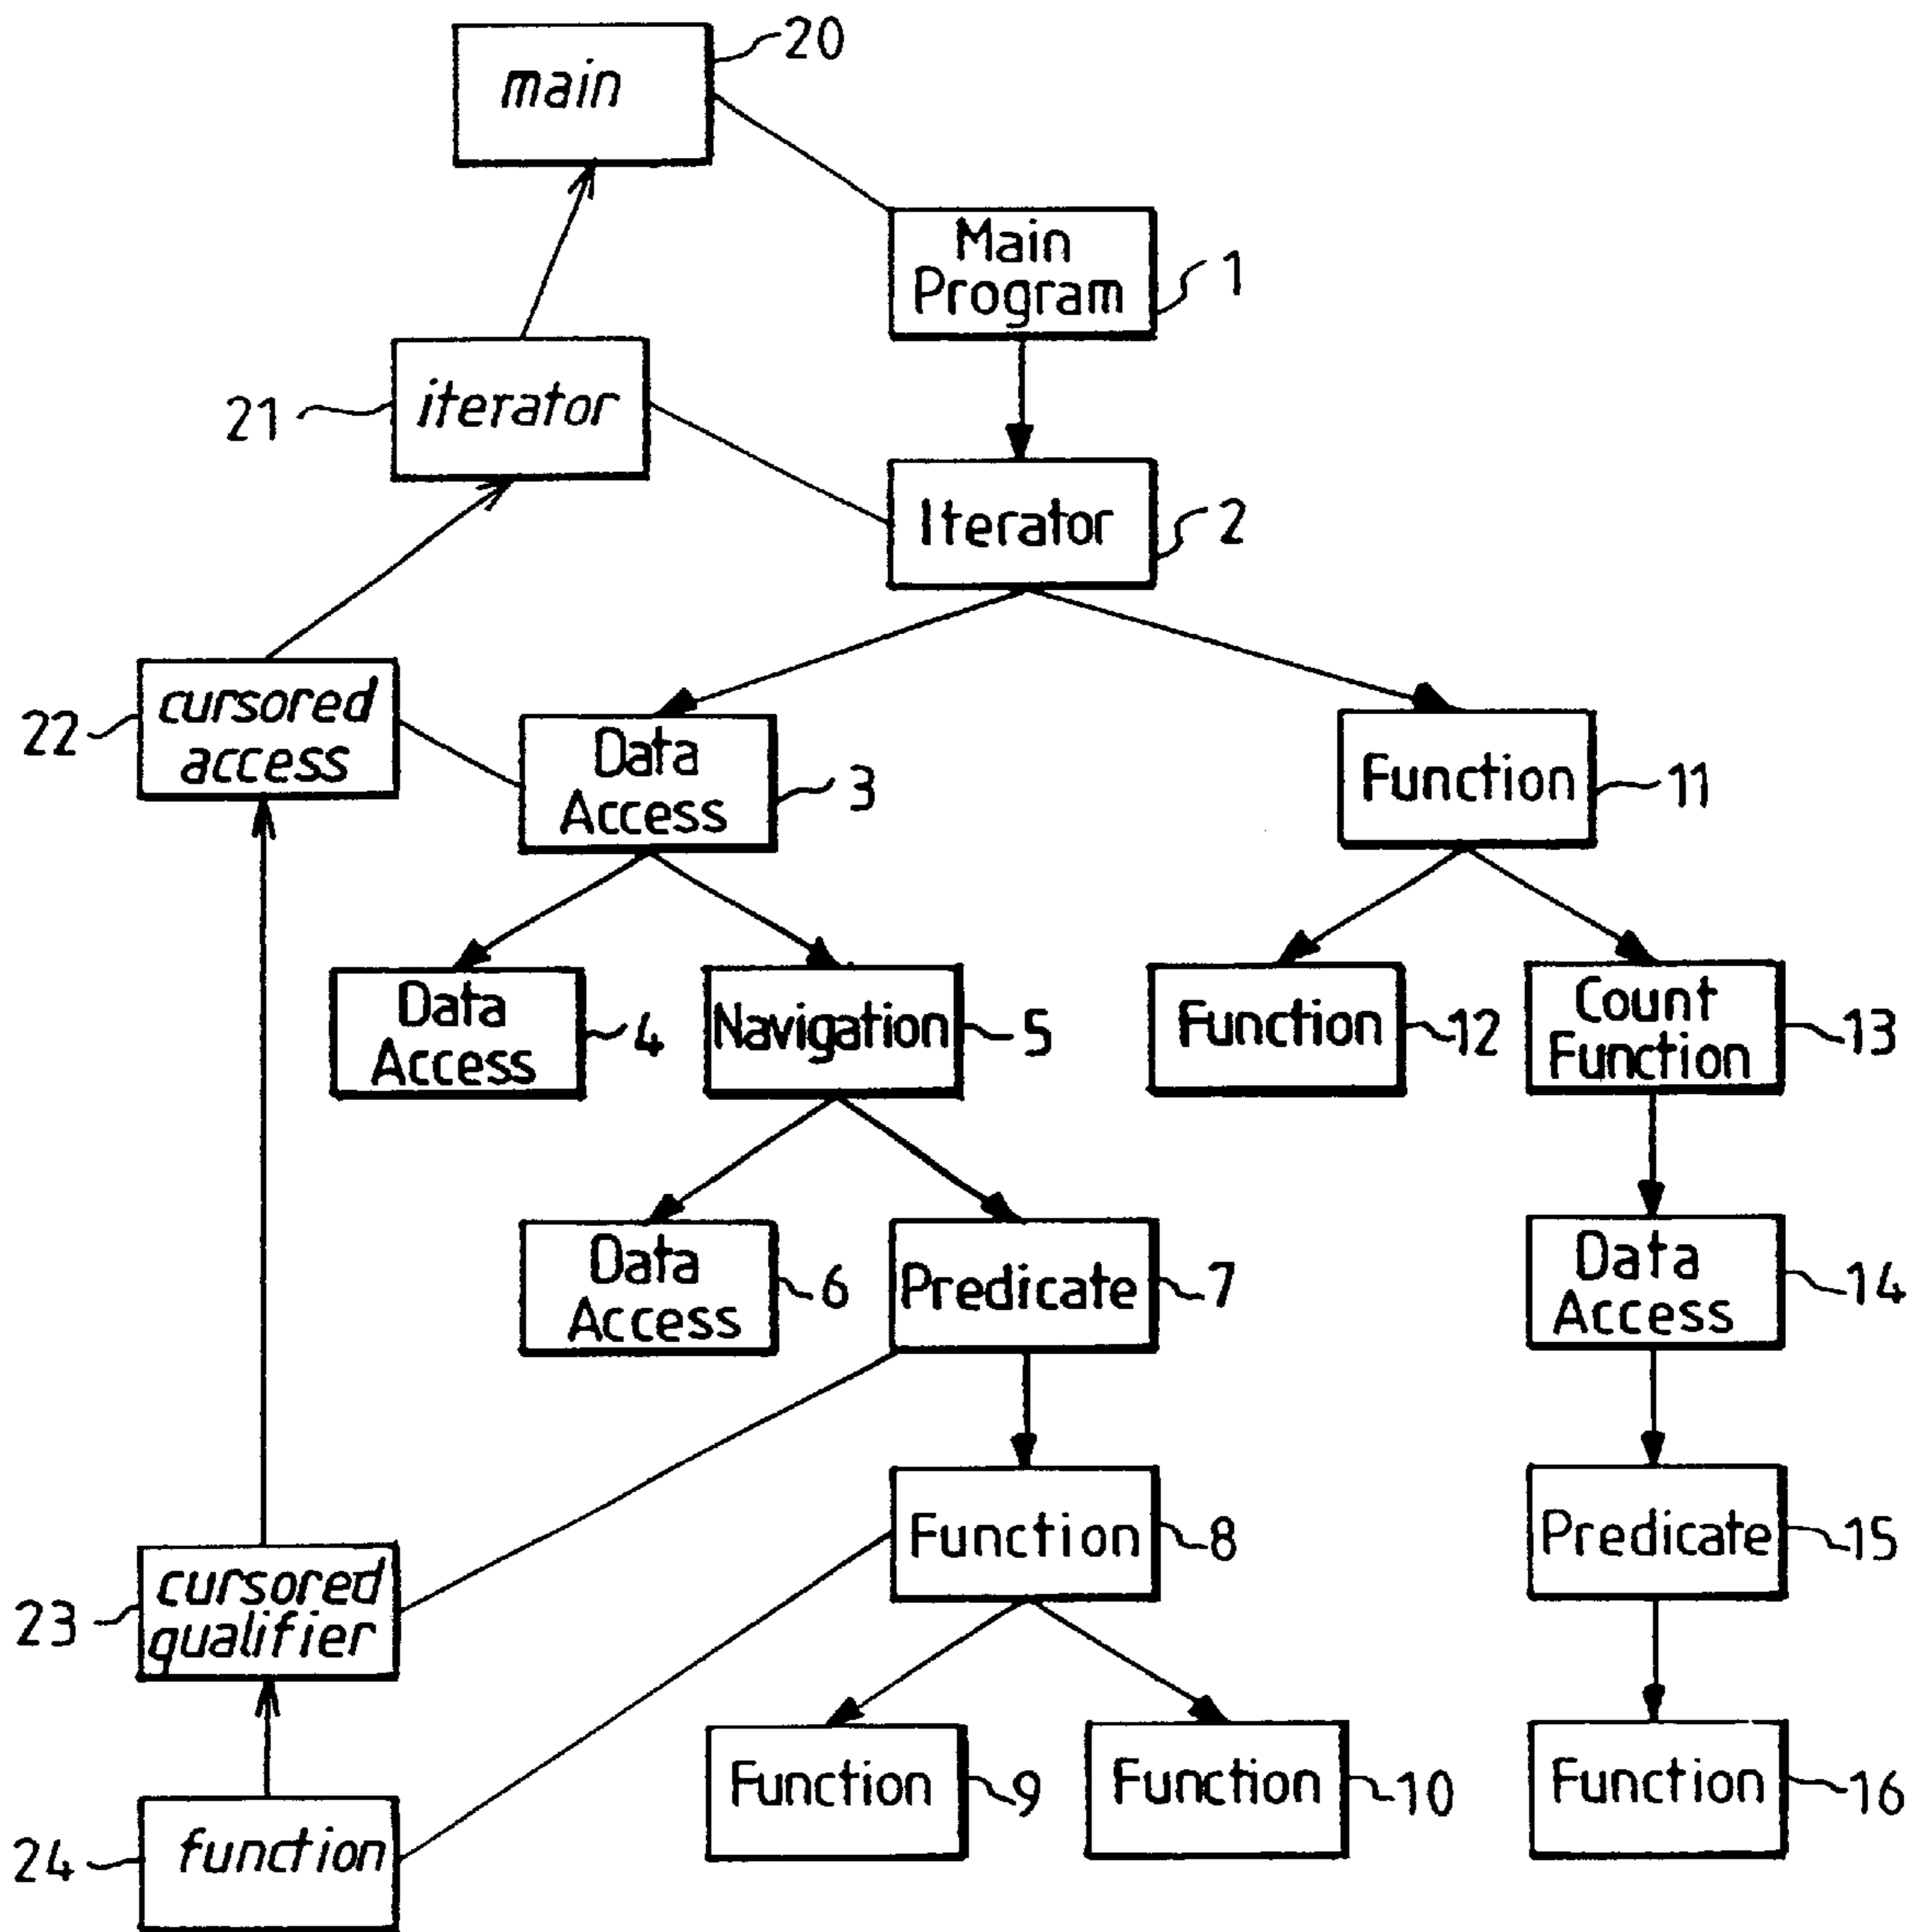 main
20
Main
Program
1
iterator
21
Iterator
2
cursored
access
22
Data
Access
3
Function
11
Data
Access
4
Navigation
5
Function
12
Count
Function
13
Data
Access
6
Predicate
7
Data
Access
14
Function
8
Predicate
15
cursored
qualifier
23
Function
9
Function
10
Function
16
function
24